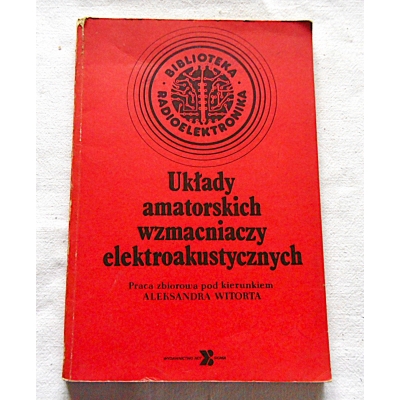 BIBLIOTEKA
RADIOELEKTRONIKA
Układy
amatorskich
wzmacniaczy
elektroakustycznych
Praca zbiorowa pod kierunkiem
ALEKSANDRA WITORTA